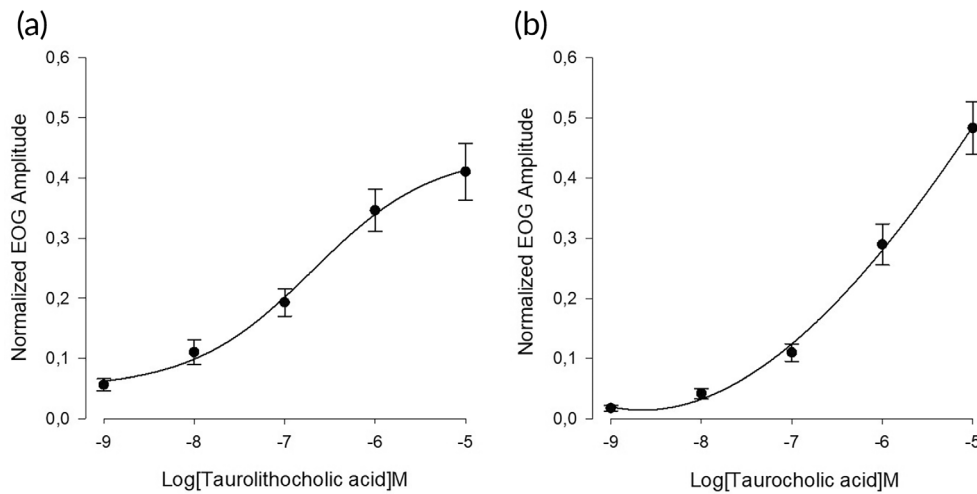 (a)
(b)
0,6
0,5
0,4
0,3
0,2
0,1
0,0
Normalized EOG Amplitude
-9 -8 -7 -6 -5
Log[Taurolithocholic acid]M
0,6
0,5
0,4
0,3
0,2
0,1
0,0
Normalized EOG Amplitude
-9 -8 -7 -6 -5
Log[Taurocholic acid]M